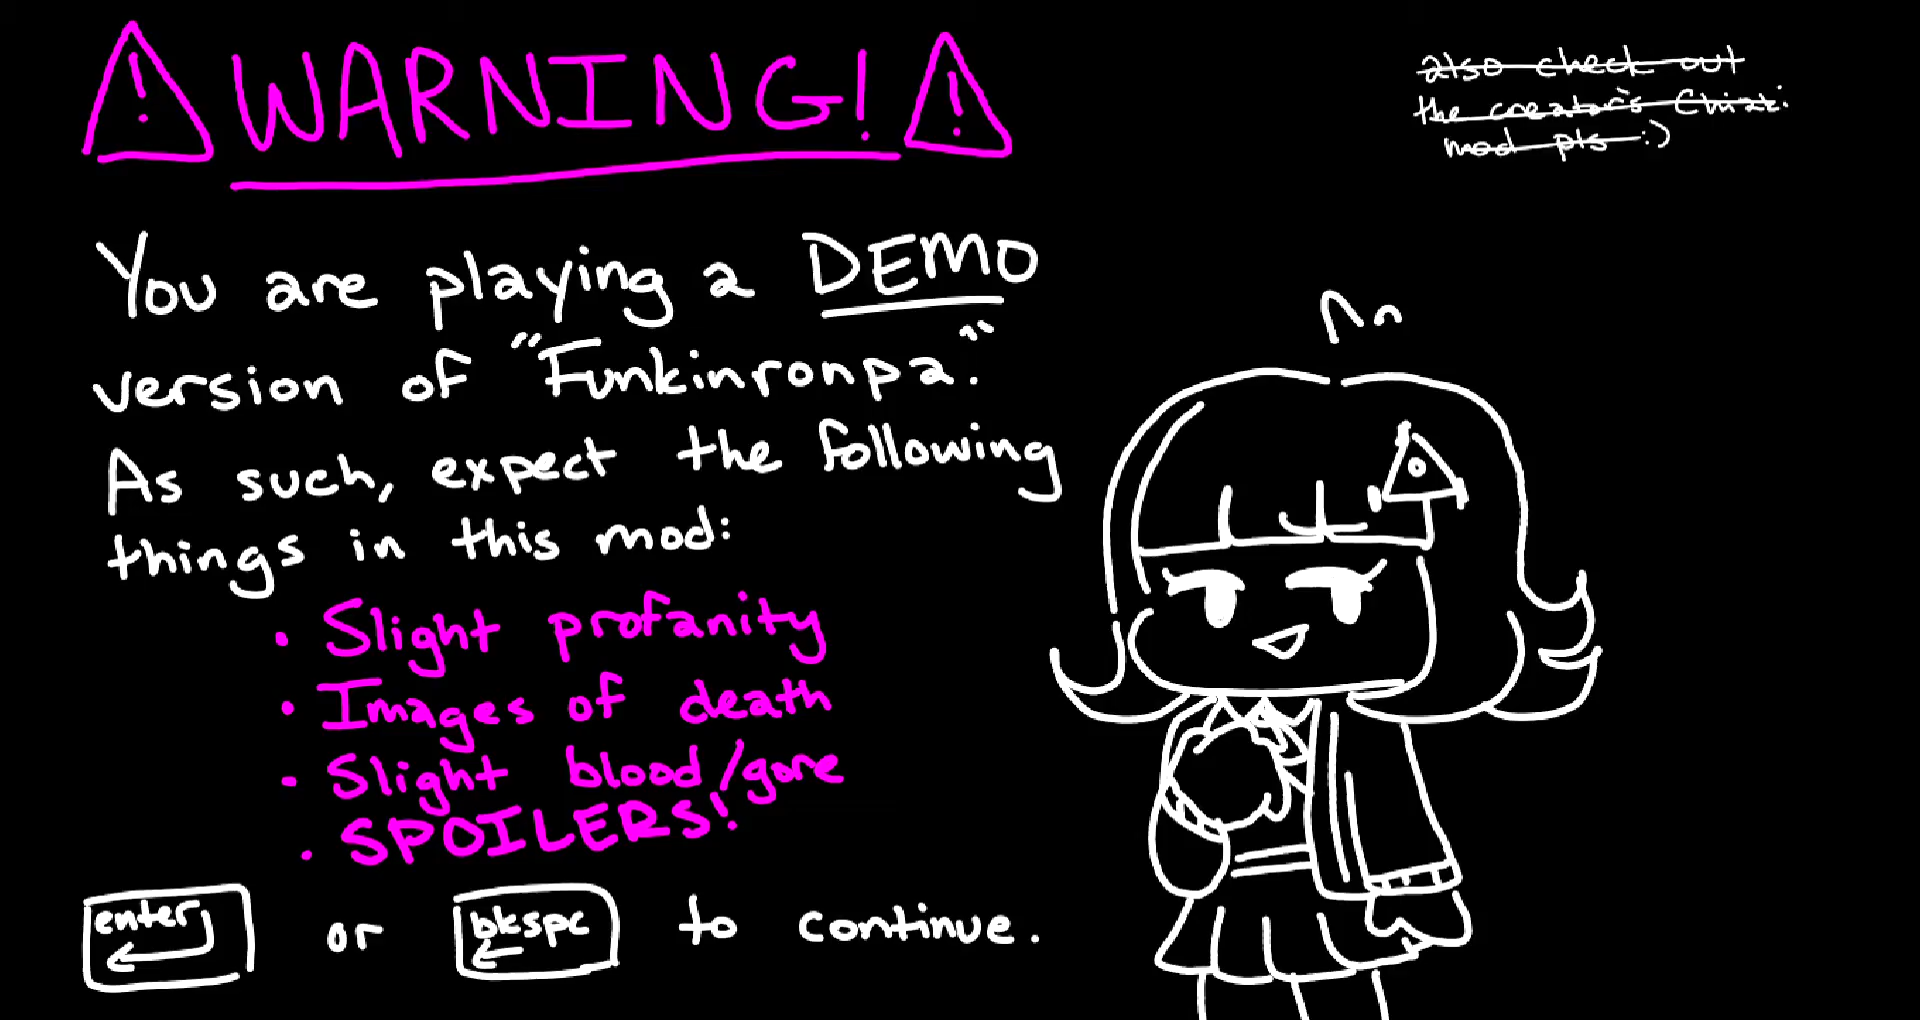 ! WARNING! !
also check out
the creator's Chiaki
mod pls :)
You are playing a DEMO
version of "Funkinronpa."
As such, expect the following
things in this mod:
• Slight profanity
• Images of death
• Slight blood/gore
• SPOILERS!
enter or bkspc to continue.